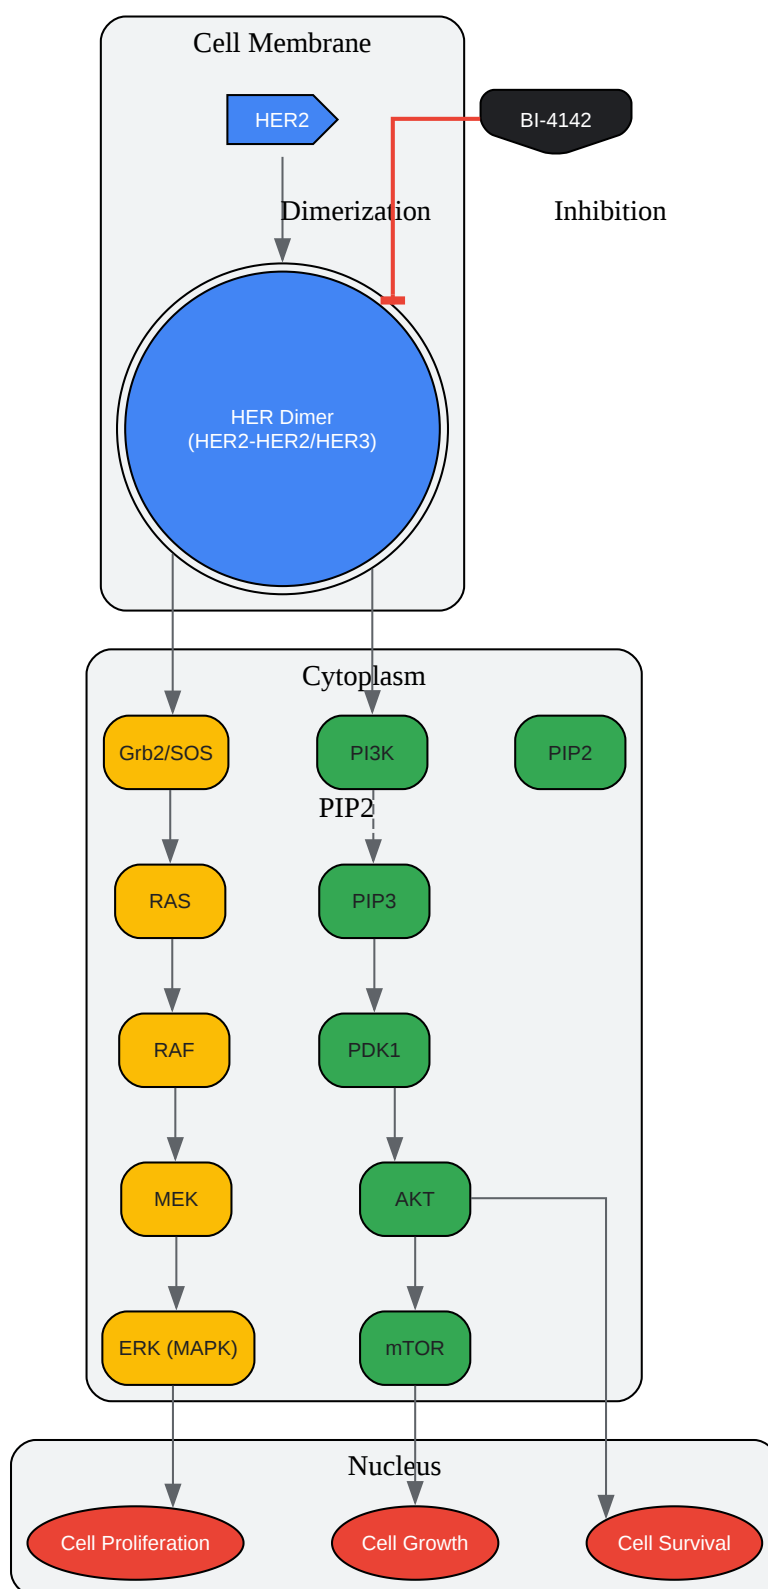 Cell Membrane
HER2
BI-4142
Dimerization
Inhibition
HER Dimer
(HER2-HER2/HER3)
Cytoplasm
Grb2/SOS
PI3K
PIP2
PIP2
RAS
PIP3
RAF
PDK1
MEK
AKT
ERK (MAPK)
mTOR
Nucleus
Cell Proliferation
Cell Growth
Cell Survival